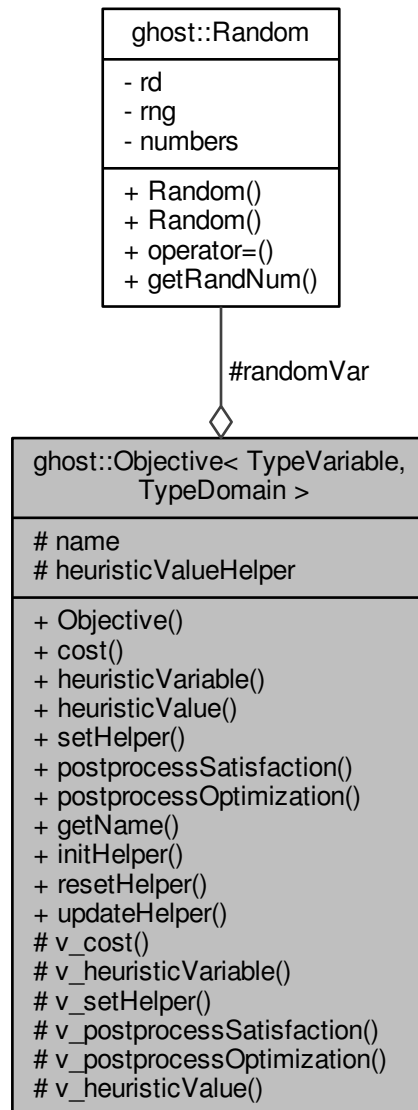 ghost::Random
- rd
- rng
- numbers
+ Random()
+ Random()
+ operator=()
+ getRandNum()
#randomVar
ghost::Objective< TypeVariable,
TypeDomain >
# name
# heuristicValueHelper
+ Objective()
+ cost()
+ heuristicVariable()
+ heuristicValue()
+ setHelper()
+ postprocessSatisfaction()
+ postprocessOptimization()
+ getName()
+ initHelper()
+ resetHelper()
+ updateHelper()
# v_cost()
# v_heuristicVariable()
# v_setHelper()
# v_postprocessSatisfaction()
# v_postprocessOptimization()
# v_heuristicValue()